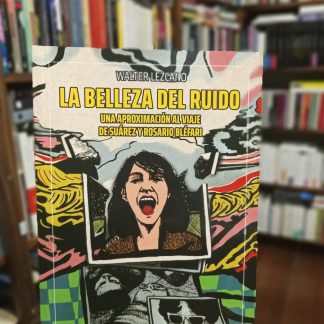 WALTER LEZCANO
LA BELLEZA DEL RUIDO
UNA APROXIMACIÓN AL VIAJE
DE SUÁREZ Y ROSARIO BLÉFARI